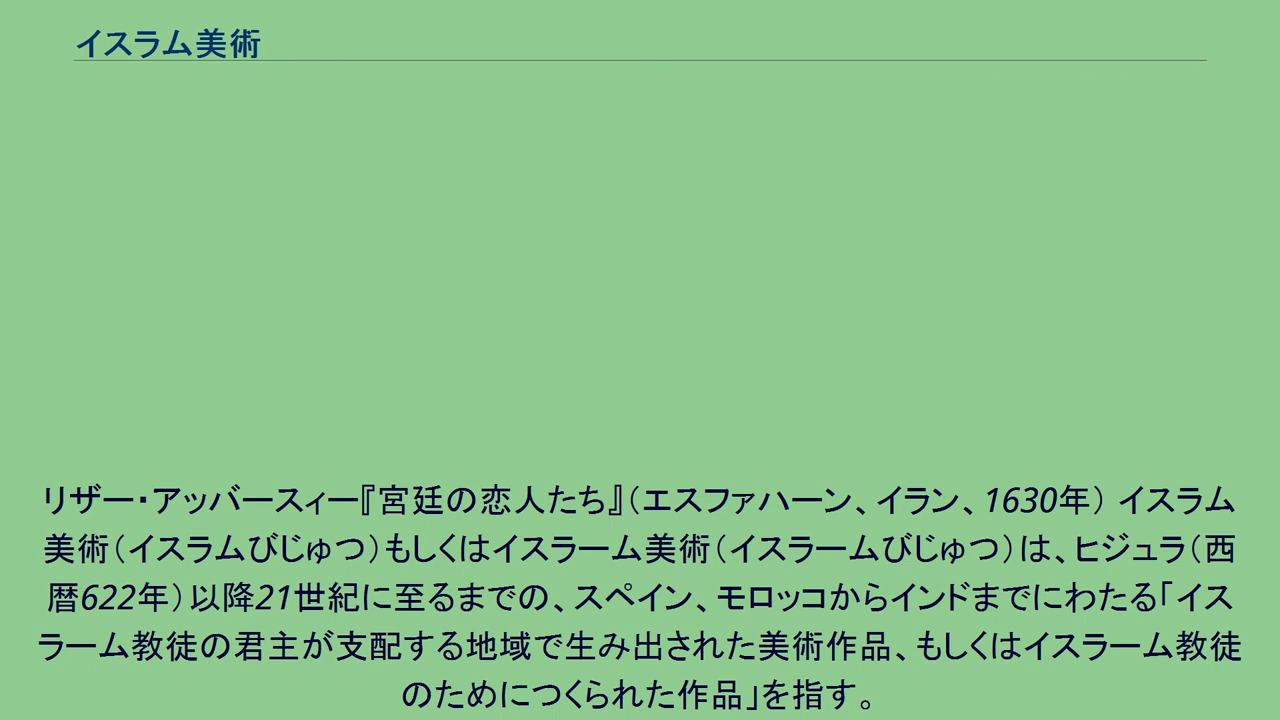 イスラム美術
リザー・アッバースィー『宮廷の恋人たち』（エスファハーン、イラン、1630年） イスラム
美術（イスラムびじゅつ）もしくはイスラーム美術（イスラームびじゅつ）は、ヒジュラ（西
暦622年）以降21世紀に至るまでの、スペイン、モロッコからインドまでにわたる「イス
ラーム教徒の君主が支配する地域で生み出された美術作品、もしくはイスラーム教徒
のためにつくられた作品」を指す。